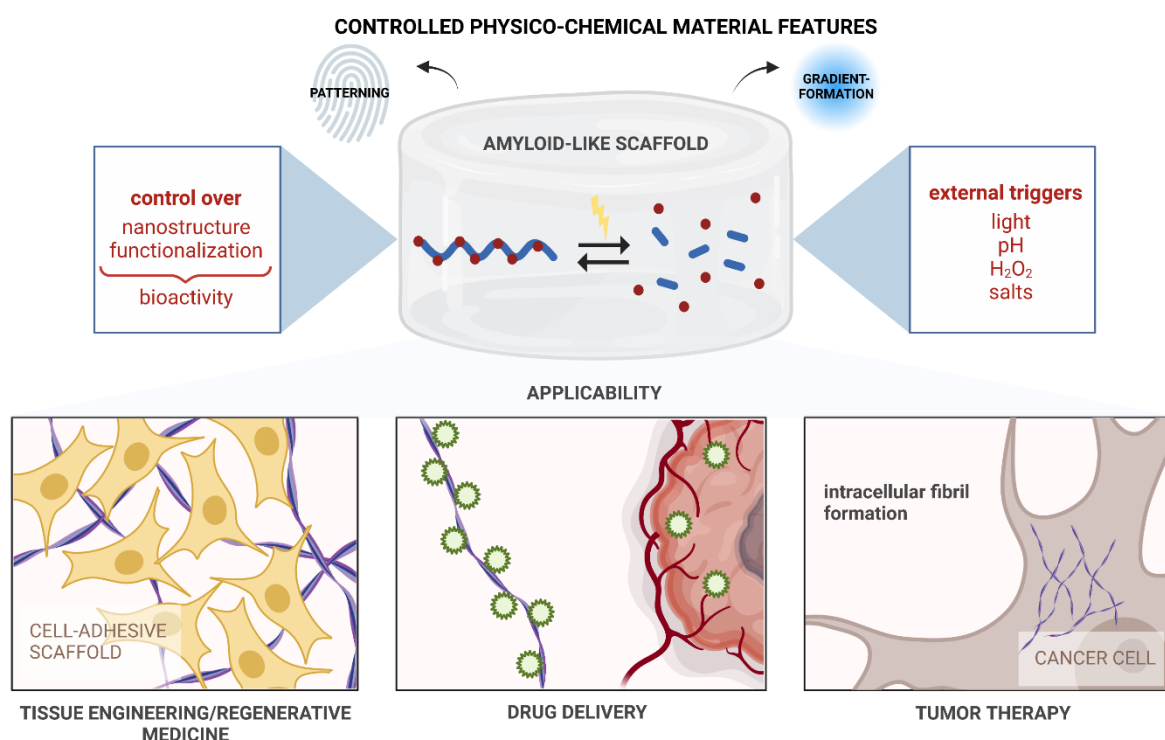 CONTROLLED PHYSICO-CHEMICAL MATERIAL FEATURES
PATTERNING
GRADIENT-
FORMATION
AMYLOID-LIKE SCAFFOLD
control over
nanostructure
functionalization
bioactivity
external triggers
light
pH
H₂O₂
salts
APPLICABILITY
CELL-ADHESIVE
SCAFFOLD
intracellular fibril
formation
CANCER CELL
TISSUE ENGINEERING/REGENERATIVE
MEDICINE
DRUG DELIVERY
TUMOR THERAPY